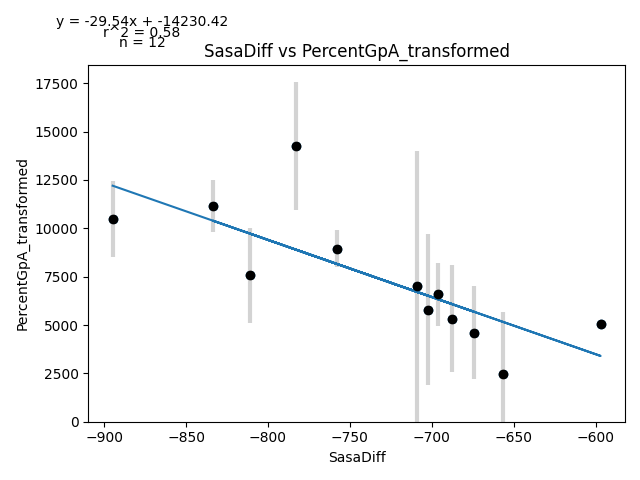 y = -29.54x + -14230.42
r^2 = 0.58
n = 12
SasaDiff vs PercentGpA_transformed
PercentGpA_transformed
17500
15000
12500
10000
7500
5000
2500
0
−900
−850
−800
−750
−700
−650
−600
SasaDiff